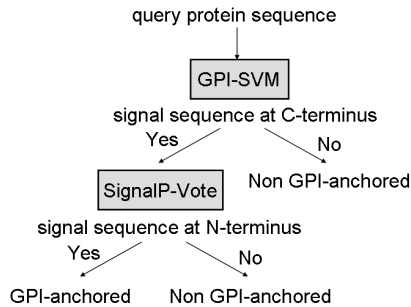 query protein sequence
GPI-SVM
signal sequence at C-terminus
Yes
No
Non GPI-anchored
SignalP-Vote
signal sequence at N-terminus
Yes
No
GPI-anchored
Non GPI-anchored